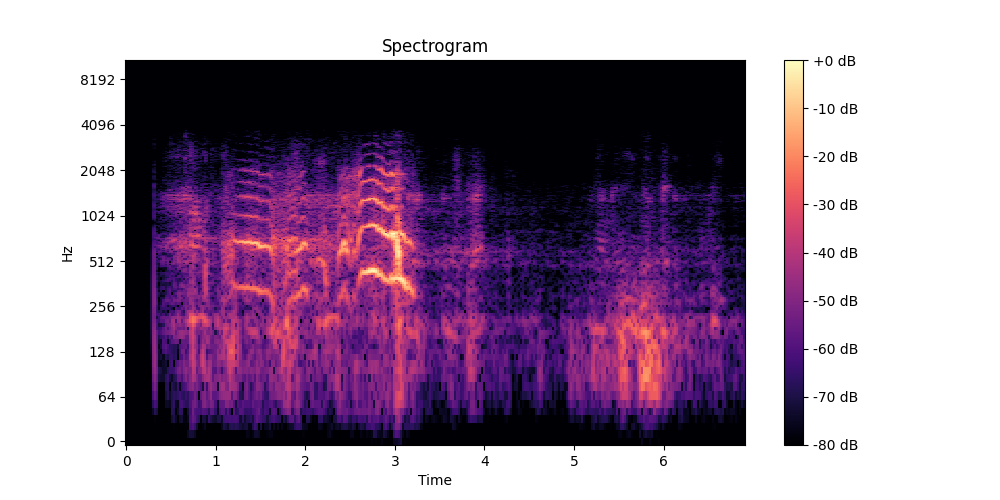 Spectrogram
8192
4096
2048
1024
512
256
128
64
0
Hz
0 1 2 3 4 5 6
Time
+0 dB
-10 dB
-20 dB
-30 dB
-40 dB
-50 dB
-60 dB
-70 dB
-80 dB